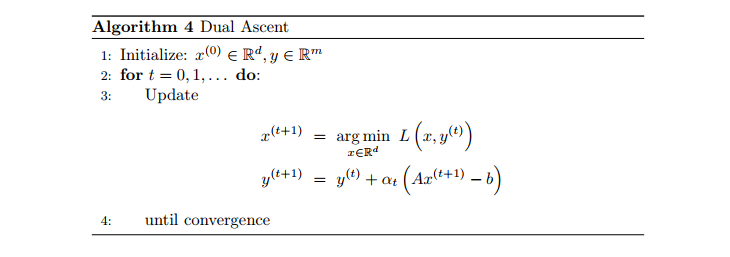 Algorithm 4 Dual Ascent
1: Initialize: x^{(0)} ∈ ℝ^d, y ∈ ℝ^m
2: for t = 0, 1, . . . do:
3: Update
x^{(t+1)} = arg min_{x∈ℝ^d} L(x, y^{(t)})
y^{(t+1)} = y^{(t)} + α_t (Ax^{(t+1)} − b)
4: until convergence